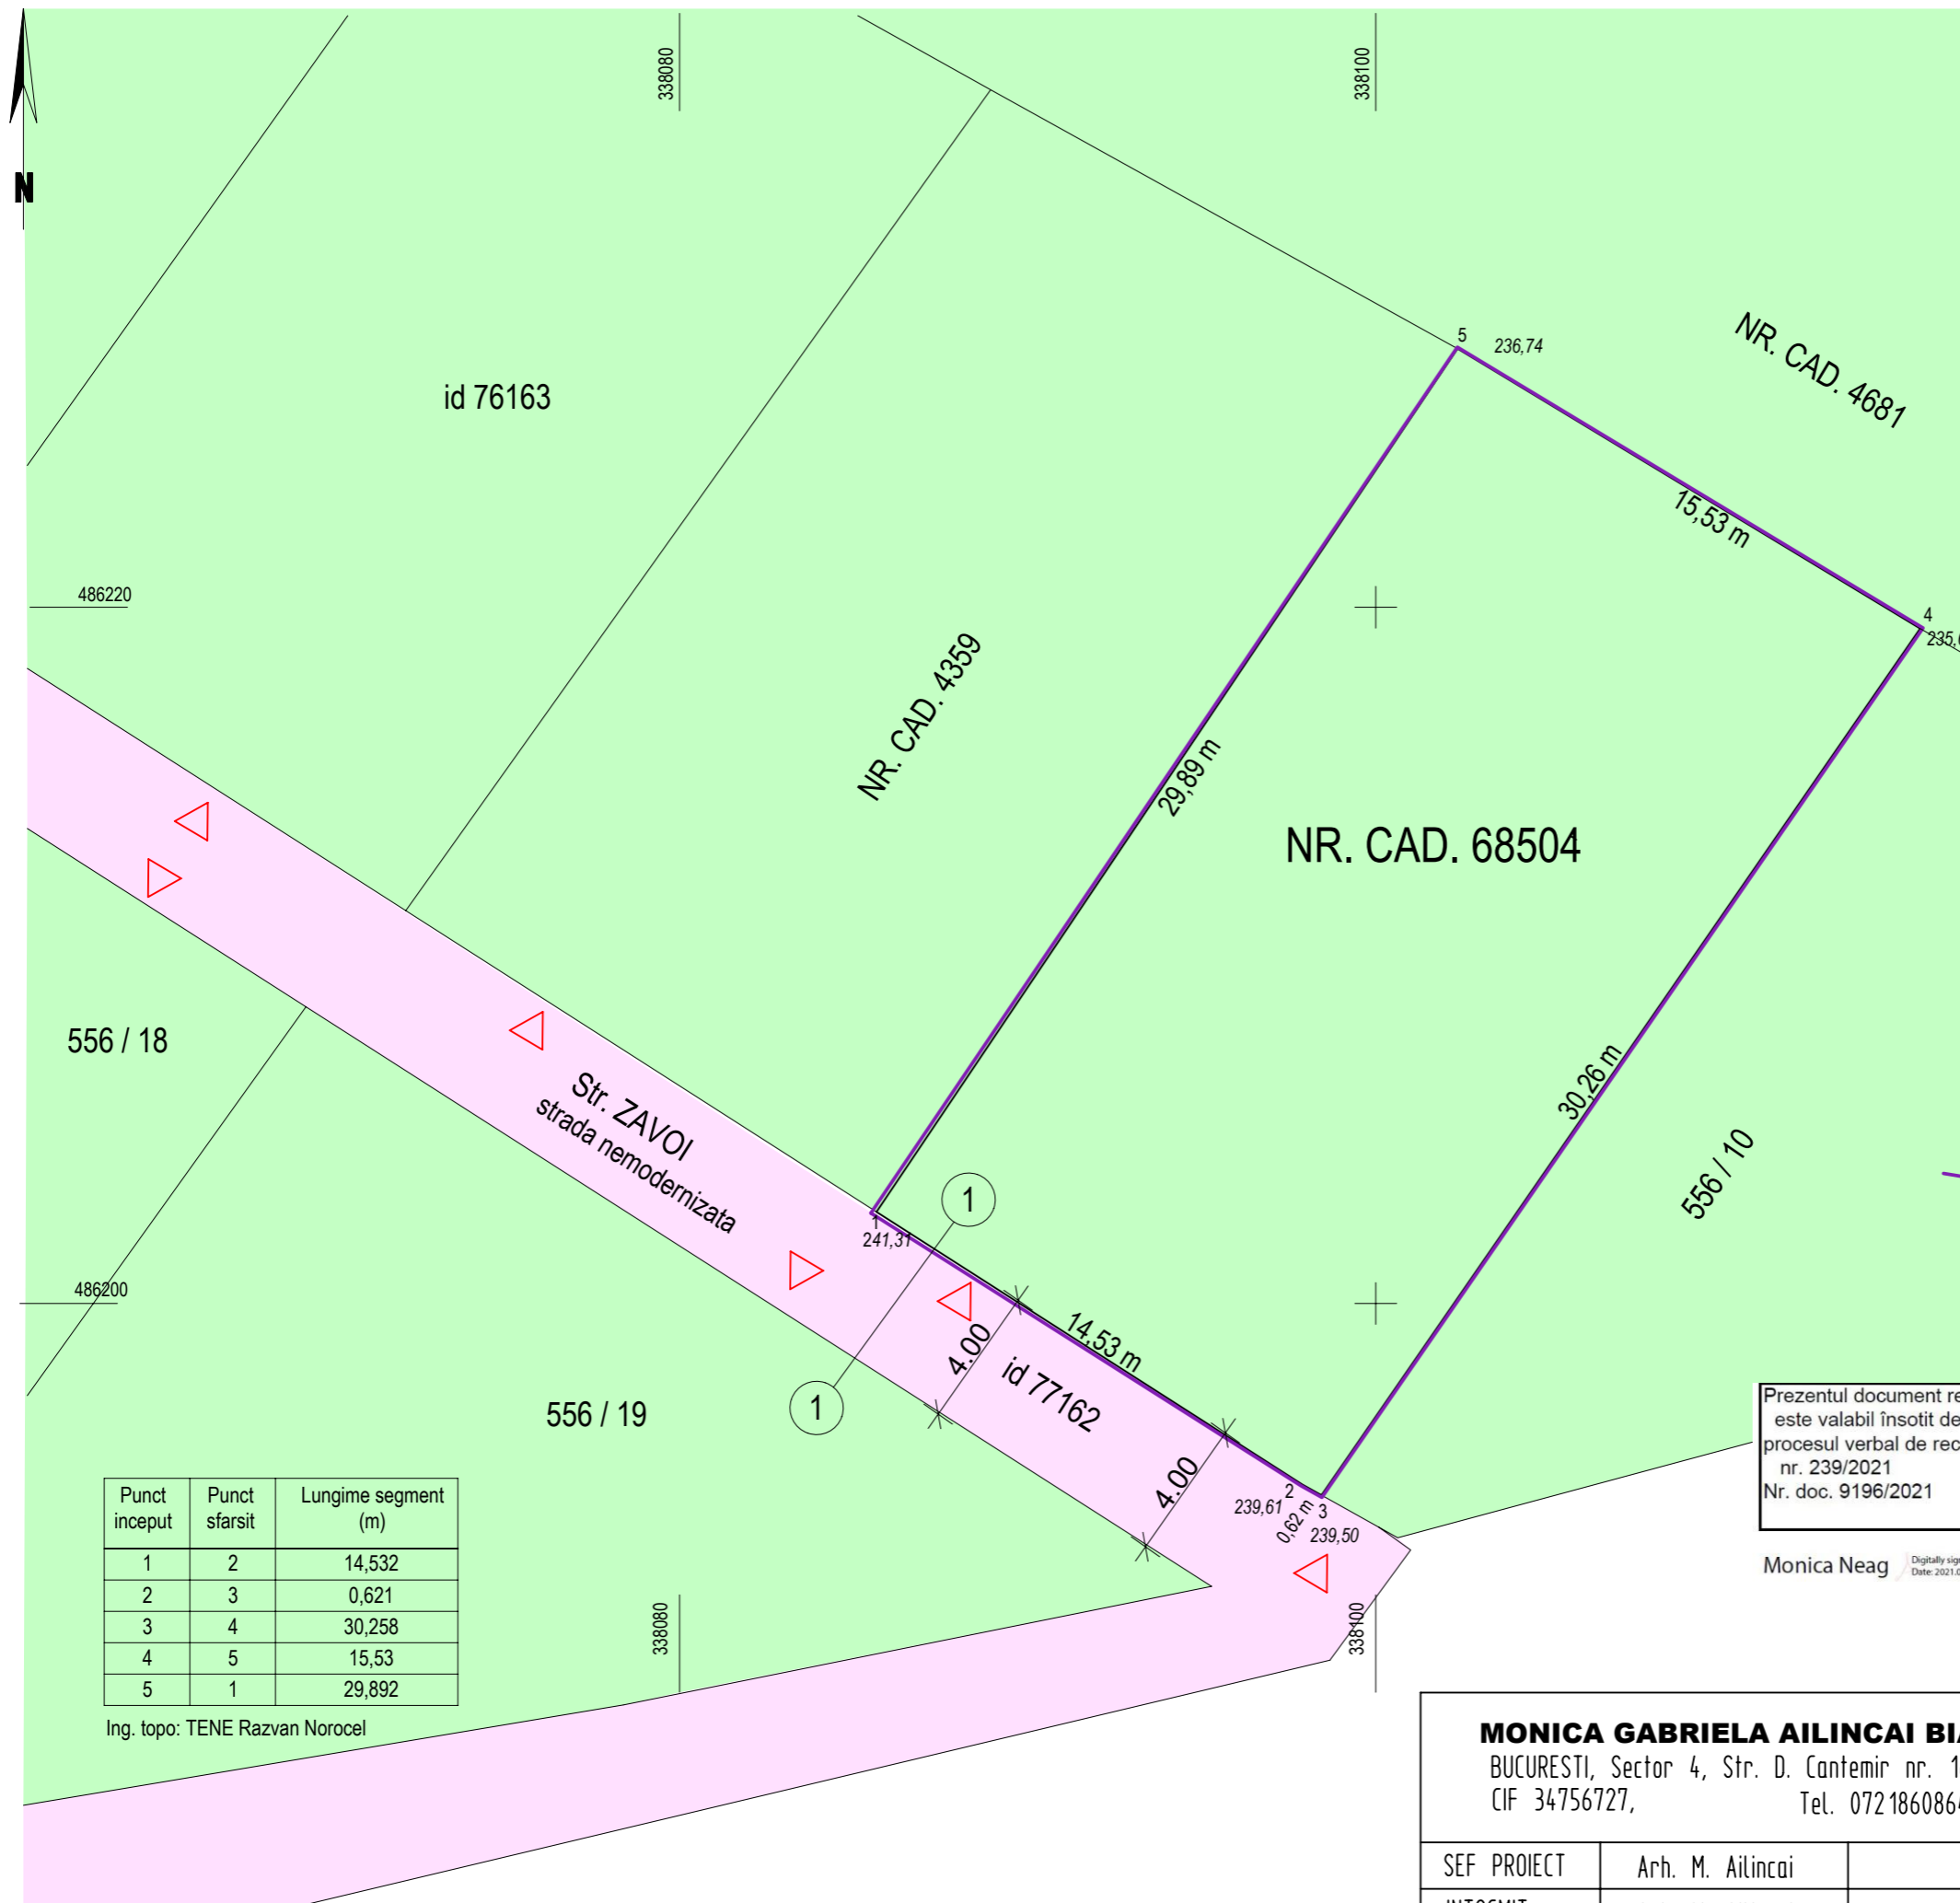 338080
338100
N
5
236,74
NR. CAD. 4681
id 76163
15,53 m
486220
4
NR. CAD. 4359
29,89 m
NR. CAD. 68504
556 / 18
Str. ZAVOI
strada nemodernizata
30,26 m
556 / 10
1
1
241,31
486200
14,53 m
4.00
id 77162
1
556 / 19
4.00
2
239,61
0,62 m
3
239,50
Prezentul document
este valabil însotit de
procesul verbal de
nr. 239/2021
Nr. doc. 9196/2021
Monica Neag
Digitally
Date:
Punct inceput Punct sfarsit Lungime segment (m)
1 2 14,532
2 3 0,621
3 4 30,258
4 5 15,53
5 1 29,892
Ing. topo: TENE Razvan Norocel
338080
338100
MONICA GABRIELA AILINCAI
BUCURESTI, Sector 4, Str. D. Cantemir nr.
CIF 34756727, Tel.
SEF PROIECT Arh. M. Ailincai